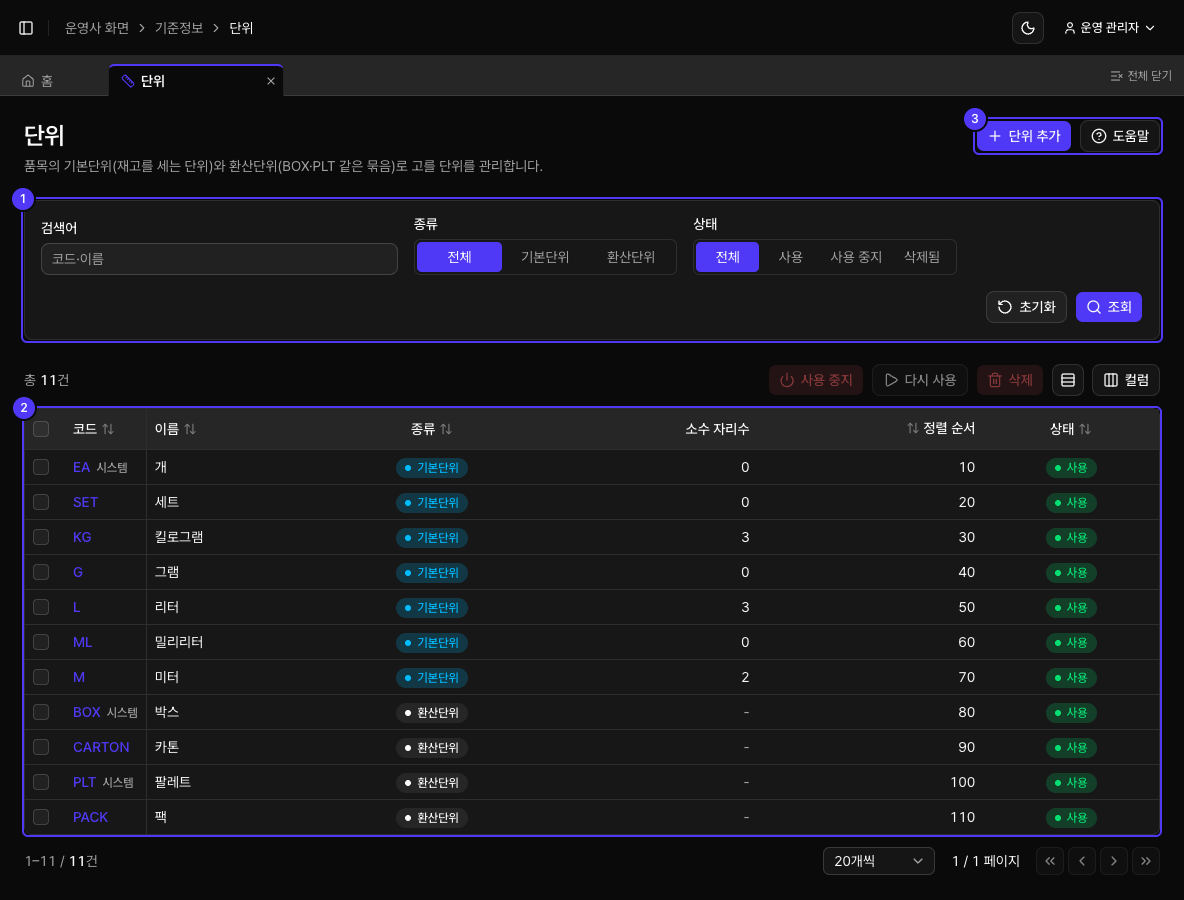 운영사 화면 > 기준정보 > 단위
운영 관리자
홈
단위
전체 닫기
단위
품목의 기본단위(재고를 세는 단위)와 환산단위(BOX·PLT 같은 묶음)로 고를 단위를 관리합니다.
3
단위 추가
도움말
1
검색어
코드·이름
종류
전체 기본단위 환산단위
상태
전체 사용 사용 중지 삭제됨
초기화 조회
총 11건
사용 중지 다시 사용 삭제 컬럼
2
코드 이름 종류 소수 자리수 정렬 순서 상태
EA 시스템 개 기본단위 0 10 사용
SET 세트 기본단위 0 20 사용
KG 킬로그램 기본단위 3 30 사용
G 그램 기본단위 0 40 사용
L 리터 기본단위 3 50 사용
ML 밀리리터 기본단위 0 60 사용
M 미터 기본단위 2 70 사용
BOX 시스템 박스 환산단위 - 80 사용
CARTON 카톤 환산단위 - 90 사용
PLT 시스템 팔레트 환산단위 - 100 사용
PACK 팩 환산단위 - 110 사용
1–11 / 11건
20개씩
1 / 1 페이지